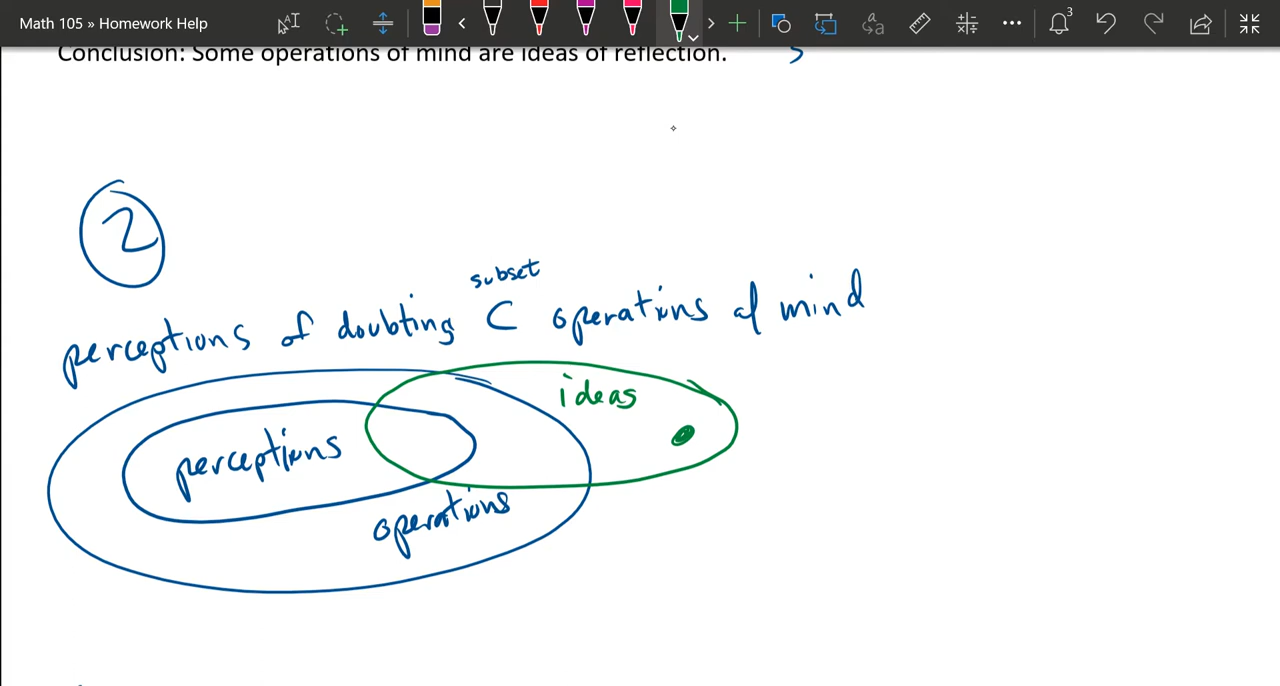 Math 105 » Homework Help
3
Conclusion: Some operations of mind are ideas of reflection.
2
subset
perceptions of doubting ⊂ operations of mind
ideas
perceptions
operations